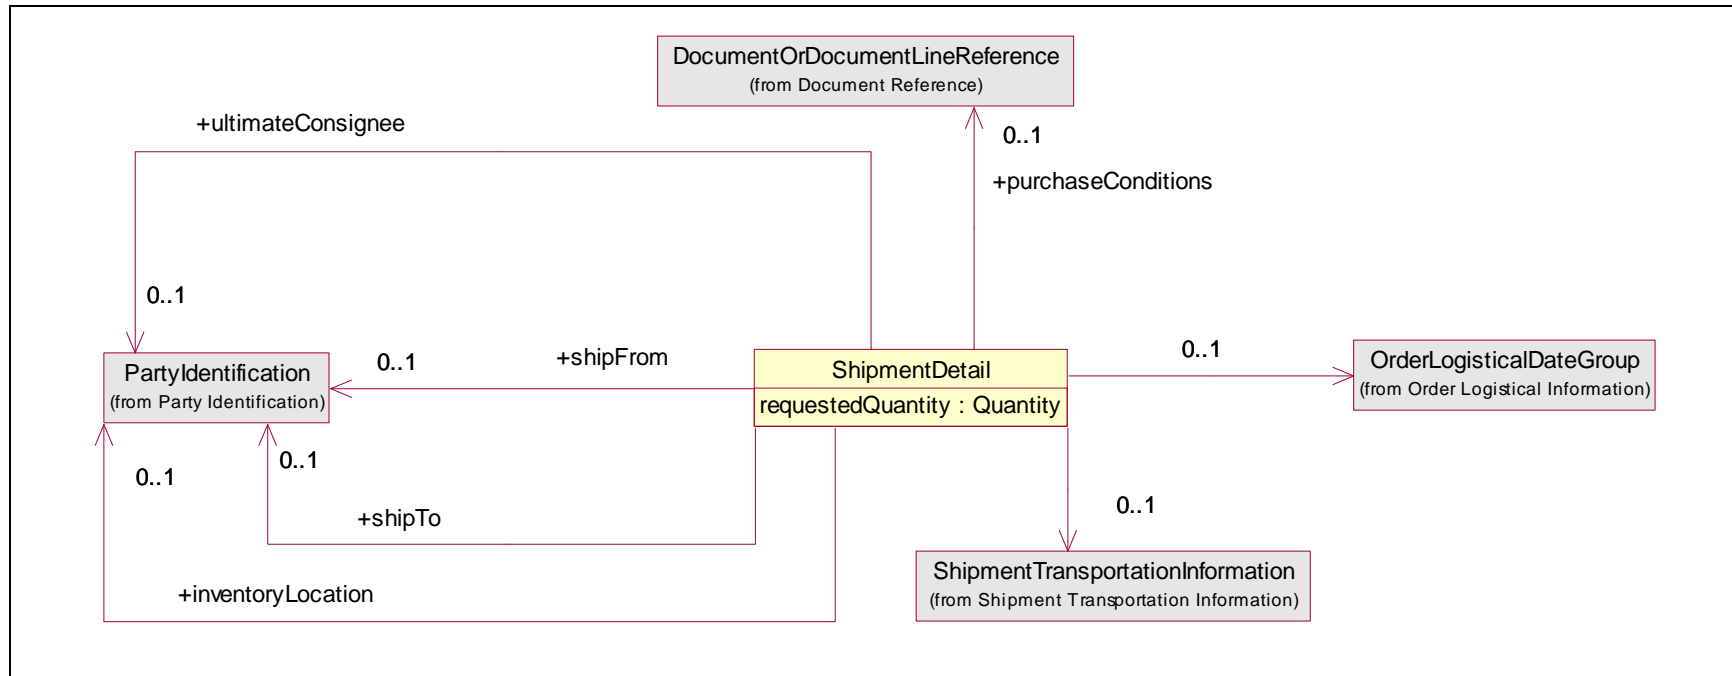 DocumentOrDocumentLineReference
(from Document Reference)
+ultimateConsignee
0..1
+purchaseConditions
0..1
0..1
+shipFrom
0..1
PartyIdentification
(from Party Identification)
ShipmentDetail
requestedQuantity : Quantity
OrderLogisticalDateGroup
(from Order Logistical Information)
0..1
0..1
+shipTo
0..1
ShipmentTransportationInformation
(from Shipment Transportation Information)
+inventoryLocation